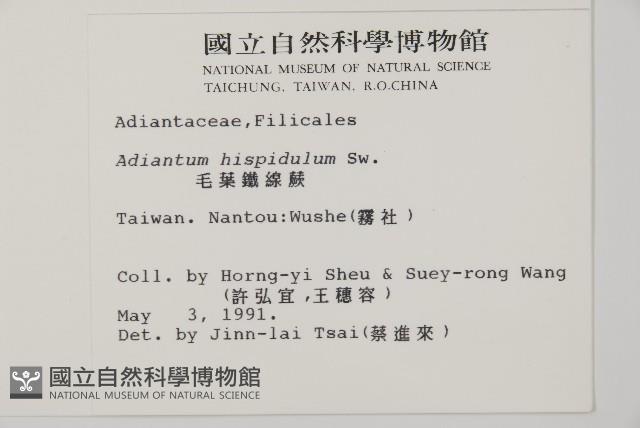 國立自然科學博物館
NATIONAL MUSEUM OF NATURAL SCIENCE
TAICHUNG, TAIWAN, R.O.CHINA
Adiantaceae,Filicales
Adiantum hispidulum Sw.
毛葉鐵線蕨
Taiwan. Nantou:Wushe(霧社)
Coll. by Horng-yi Sheu & Suey-rong Wang
(許弘宜,王穗容)
May 3, 1991.
Det. by Jinn-lai Tsai(蔡進來)
國立自然科學博物館
NATIONAL MUSEUM OF NATURAL SCIENCE